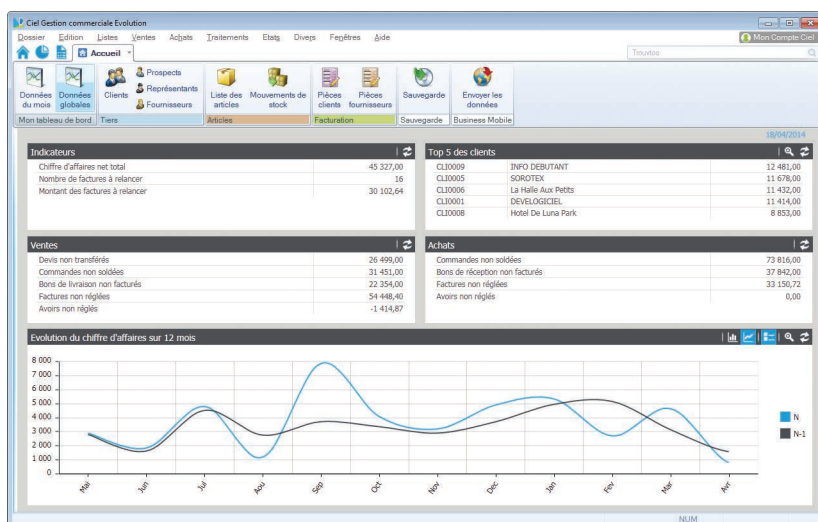 Ciel Gestion commerciale Evolution
Dossier Edition Listes Ventes Achats Traitements Etats Divers Fenêtres Aide
Mon Compte Ciel
Accueil
Trouvtoo
Données du mois
Données globales
Clients
Prospects
Représentants
Fournisseurs
Liste des articles
Mouvements de stock
Pièces clients
Pièces fournisseurs
Sauvegarde
Envoyer les données
Mon tableau de bord Tiers Articles Facturation Sauvegarde Business Mobile
18/04/2014
Indicateurs
Chiffre d'affaires net total 45 327,00
Nombre de factures à relancer 16
Montant des factures à relancer 30 102,64
Top 5 des clients
CLI0009 INFO DEBUTANT 12 481,00
CLI0005 SOROTEX 11 678,00
CLI0006 La Halle Aux Petits 11 432,00
CLI0001 DEVELOGICIEL 11 414,00
CLI0008 Hotel De Luna Park 8 853,00
Ventes
Devis non transférés 26 499,00
Commandes non soldées 31 451,00
Bons de livraison non facturés 22 354,00
Factures non réglées 54 448,40
Avoirs non réglés -1 414,87
Achats
Commandes non soldées 73 816,00
Bons de réception non facturés 37 842,00
Factures non réglées 33 150,72
Avoirs non réglés 0,00
Evolution du chiffre d'affaires sur 12 mois
8 000
7 000
6 000
5 000
4 000
3 000
2 000
1 000
0
Mai Jun Jul Aou Sep Oct Nov Dec Jan Fev Mar Avr
N
N-1
NUM